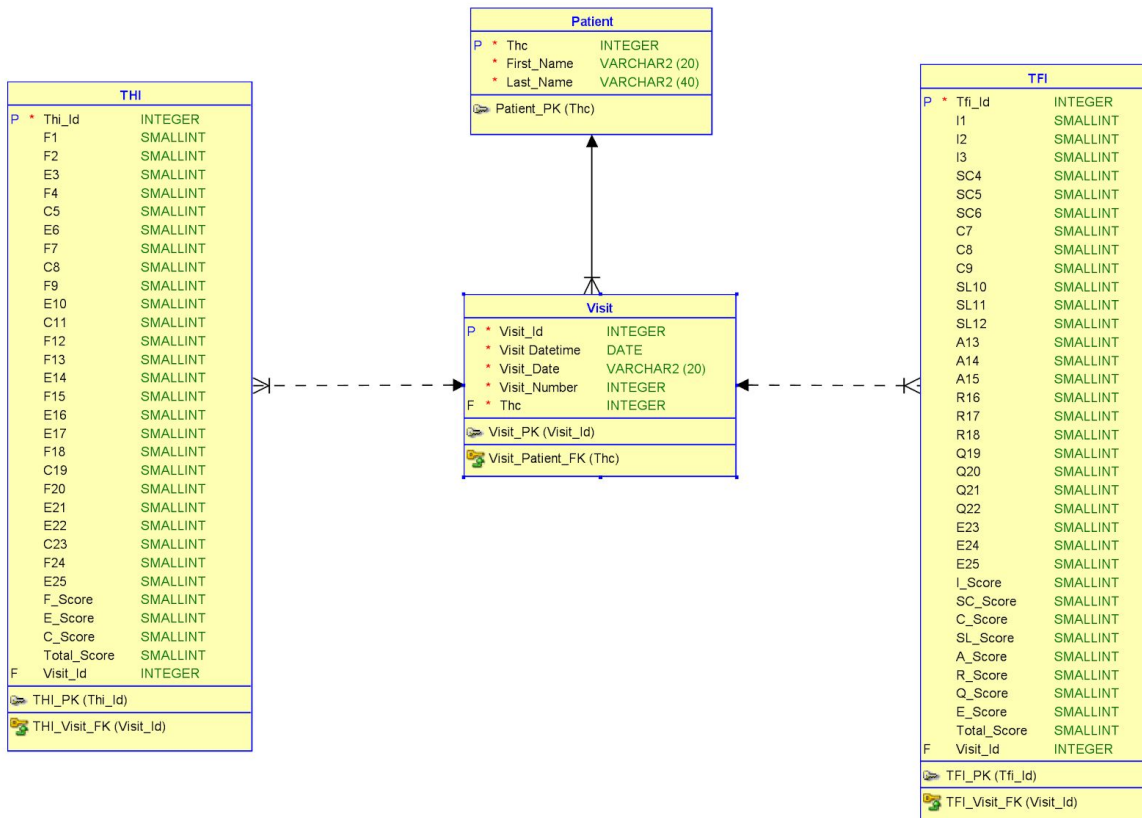 Patient
P * Thc INTEGER
* First_Name VARCHAR2 (20)
* Last_Name VARCHAR2 (40)
Patient_PK (Thc)
THI
P * Thi_Id INTEGER
F1 SMALLINT
F2 SMALLINT
E3 SMALLINT
F4 SMALLINT
C5 SMALLINT
E6 SMALLINT
F7 SMALLINT
C8 SMALLINT
F9 SMALLINT
E10 SMALLINT
C11 SMALLINT
F12 SMALLINT
F13 SMALLINT
E14 SMALLINT
F15 SMALLINT
E16 SMALLINT
E17 SMALLINT
F18 SMALLINT
C19 SMALLINT
F20 SMALLINT
E21 SMALLINT
E22 SMALLINT
C23 SMALLINT
F24 SMALLINT
E25 SMALLINT
F_Score SMALLINT
E_Score SMALLINT
C_Score SMALLINT
Total_Score SMALLINT
F Visit_Id INTEGER
THI_PK (Thi_Id)
THI_Visit_FK (Visit_Id)
Visit
P * Visit_Id INTEGER
* Visit Datetime DATE
* Visit_Date VARCHAR2 (20)
* Visit_Number INTEGER
F * Thc INTEGER
Visit_PK (Visit_Id)
Visit_Patient_FK (Thc)
TFI
P * Tfi_Id INTEGER
I1 SMALLINT
I2 SMALLINT
I3 SMALLINT
SC4 SMALLINT
SC5 SMALLINT
SC6 SMALLINT
C7 SMALLINT
C8 SMALLINT
C9 SMALLINT
SL10 SMALLINT
SL11 SMALLINT
SL12 SMALLINT
A13 SMALLINT
A14 SMALLINT
A15 SMALLINT
R16 SMALLINT
R17 SMALLINT
R18 SMALLINT
Q19 SMALLINT
Q20 SMALLINT
Q21 SMALLINT
Q22 SMALLINT
E23 SMALLINT
E24 SMALLINT
E25 SMALLINT
I_Score SMALLINT
SC_Score SMALLINT
C_Score SMALLINT
SL_Score SMALLINT
A_Score SMALLINT
R_Score SMALLINT
Q_Score SMALLINT
E_Score SMALLINT
Total_Score SMALLINT
F Visit_Id INTEGER
TFI_PK (Tfi_Id)
TFI_Visit_FK (Visit_Id)